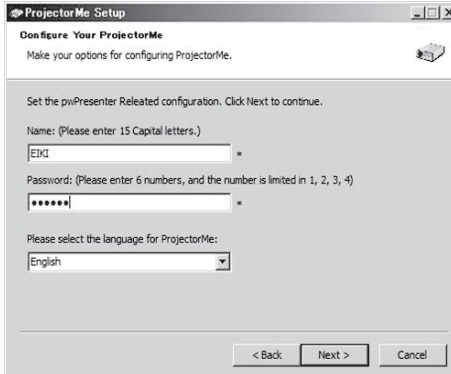 ProjectorMe Setup
Configure Your ProjectorMe
Make your options for configuring ProjectorMe.
Set the pwPresenter Releated configuration. Click Next to continue.
Name: (Please enter 15 Capital letters.)
EIKI
*
Password: (Please enter 6 numbers, and the number is limited in 1, 2, 3, 4)
••••••
*
Please select the language for ProjectorMe:
English
< Back
Next >
Cancel